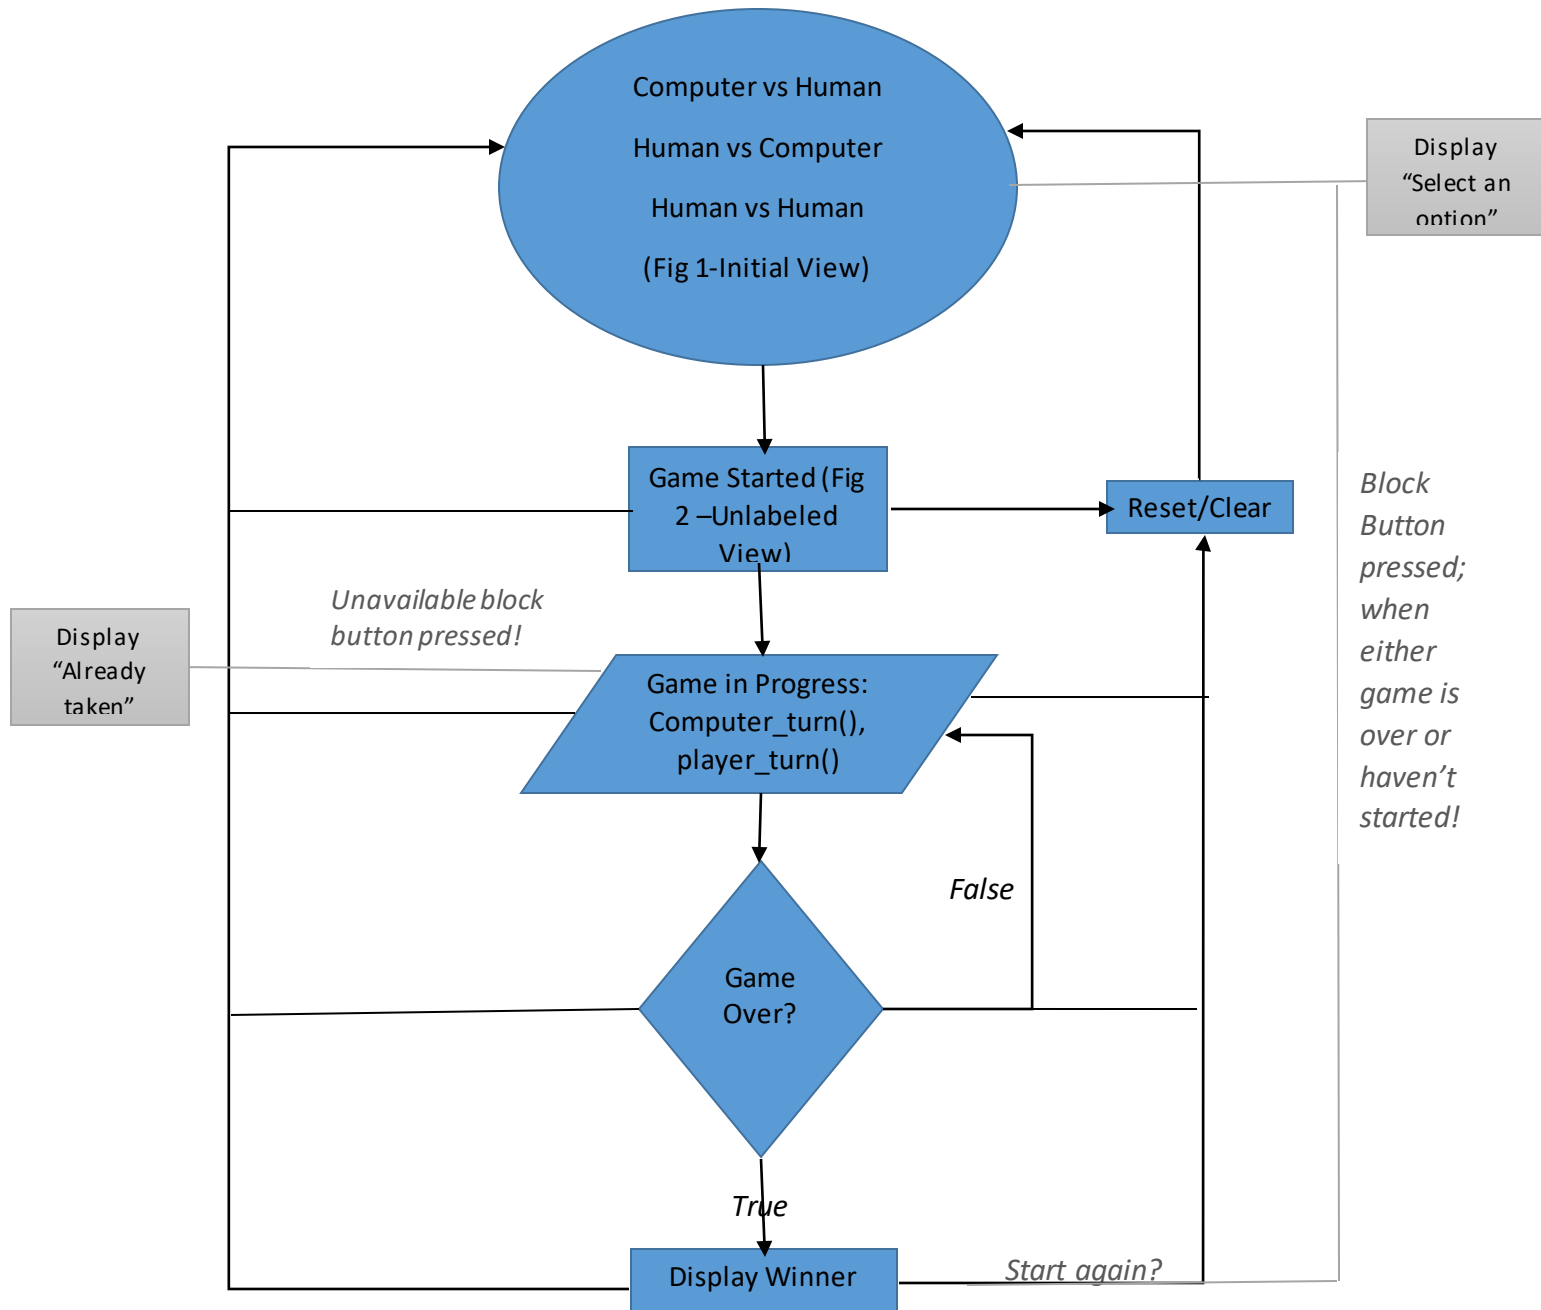 Computer vs Human
Human vs Computer
Human vs Human
(Fig 1-Initial View)
Display
“Select an
option”
Game Started (Fig
2 –Unlabeled
View)
Reset/Clear
Block
Button
pressed;
when
either
game is
over or
haven’t
started!
Unavailable block
button pressed!
Display
“Already
taken”
Game in Progress:
Computer_turn(),
player_turn()
False
Game
Over?
True
Display Winner
Start again?